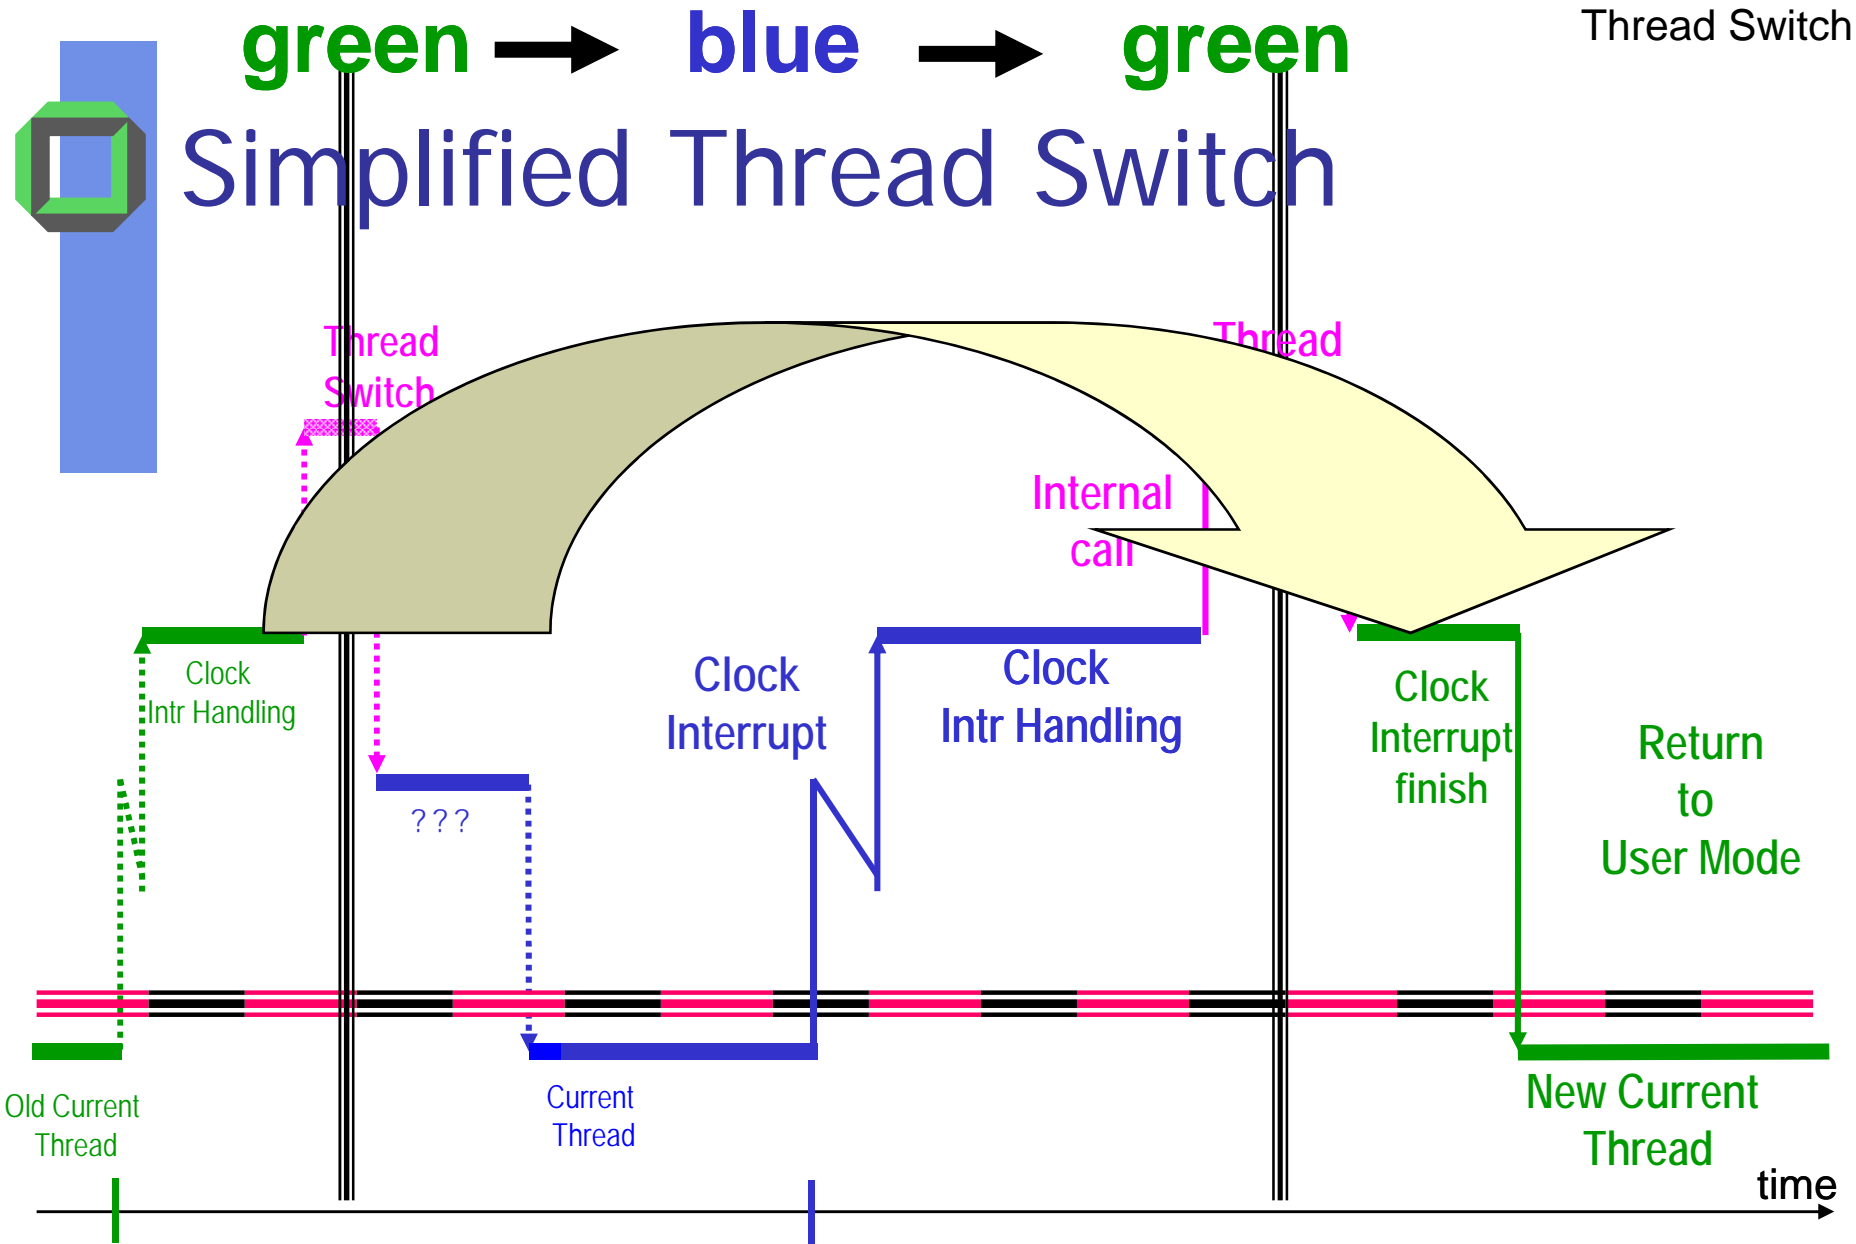 green blue green
Thread Switch
Simplified Thread Switch
Thread
Switch
Thread
Internal
call
Clock
Intr Handling
???
Clock
Interrupt
Clock
Intr Handling
Clock
Interrupt
finish
Return
to
User Mode
Old Current
Thread
Current
Thread
New Current
Thread
time